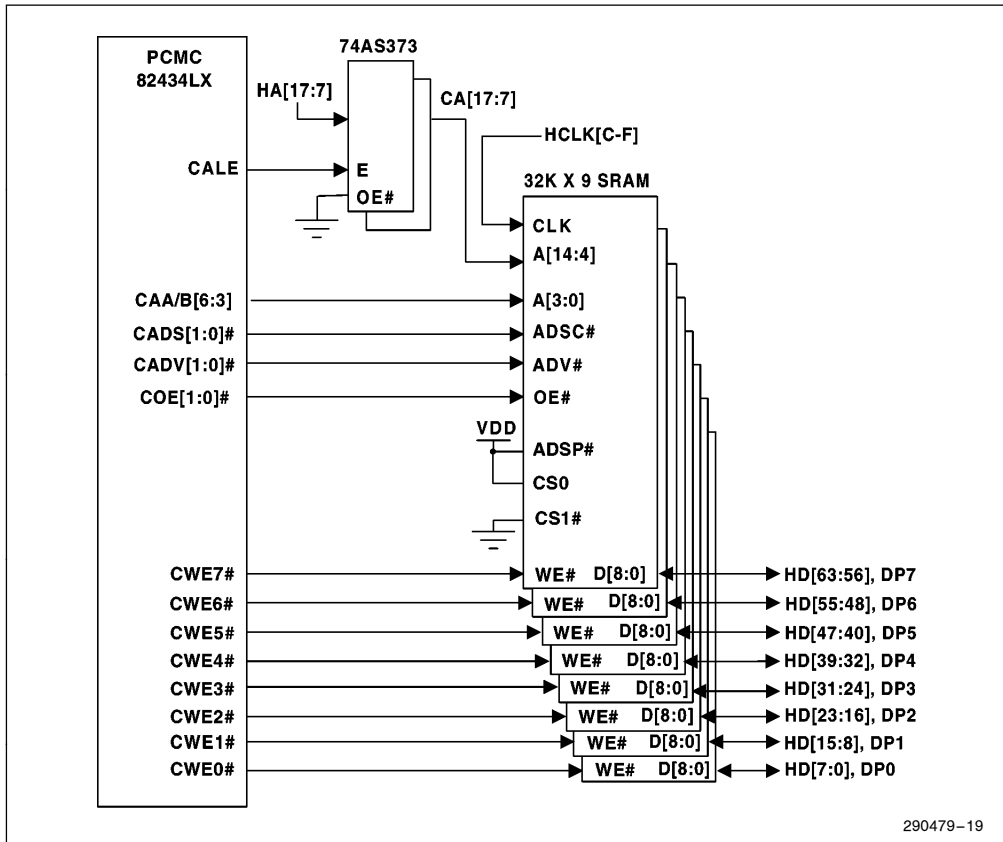 PCMC
82434LX
74AS373
HA[17:7]
CA[17:7]
HCLK[C-F]
CALE
E
OE#
32K X 9 SRAM
CLK
A[14:4]
CAA/B[6:3]
A[3:0]
CADS[1:0]#
ADSC#
CADV[1:0]#
ADV#
COE[1:0]#
OE#
VDD
ADSP#
CS0
CS1#
CWE7# WE# D[8:0] HD[63:56], DP7
CWE6# WE# D[8:0] HD[55:48], DP6
CWE5# WE# D[8:0] HD[47:40], DP5
CWE4# WE# D[8:0] HD[39:32], DP4
CWE3# WE# D[8:0] HD[31:24], DP3
CWE2# WE# D[8:0] HD[23:16], DP2
CWE1# WE# D[8:0] HD[15:8], DP1
CWE0# WE# D[8:0] HD[7:0], DP0
290479–19